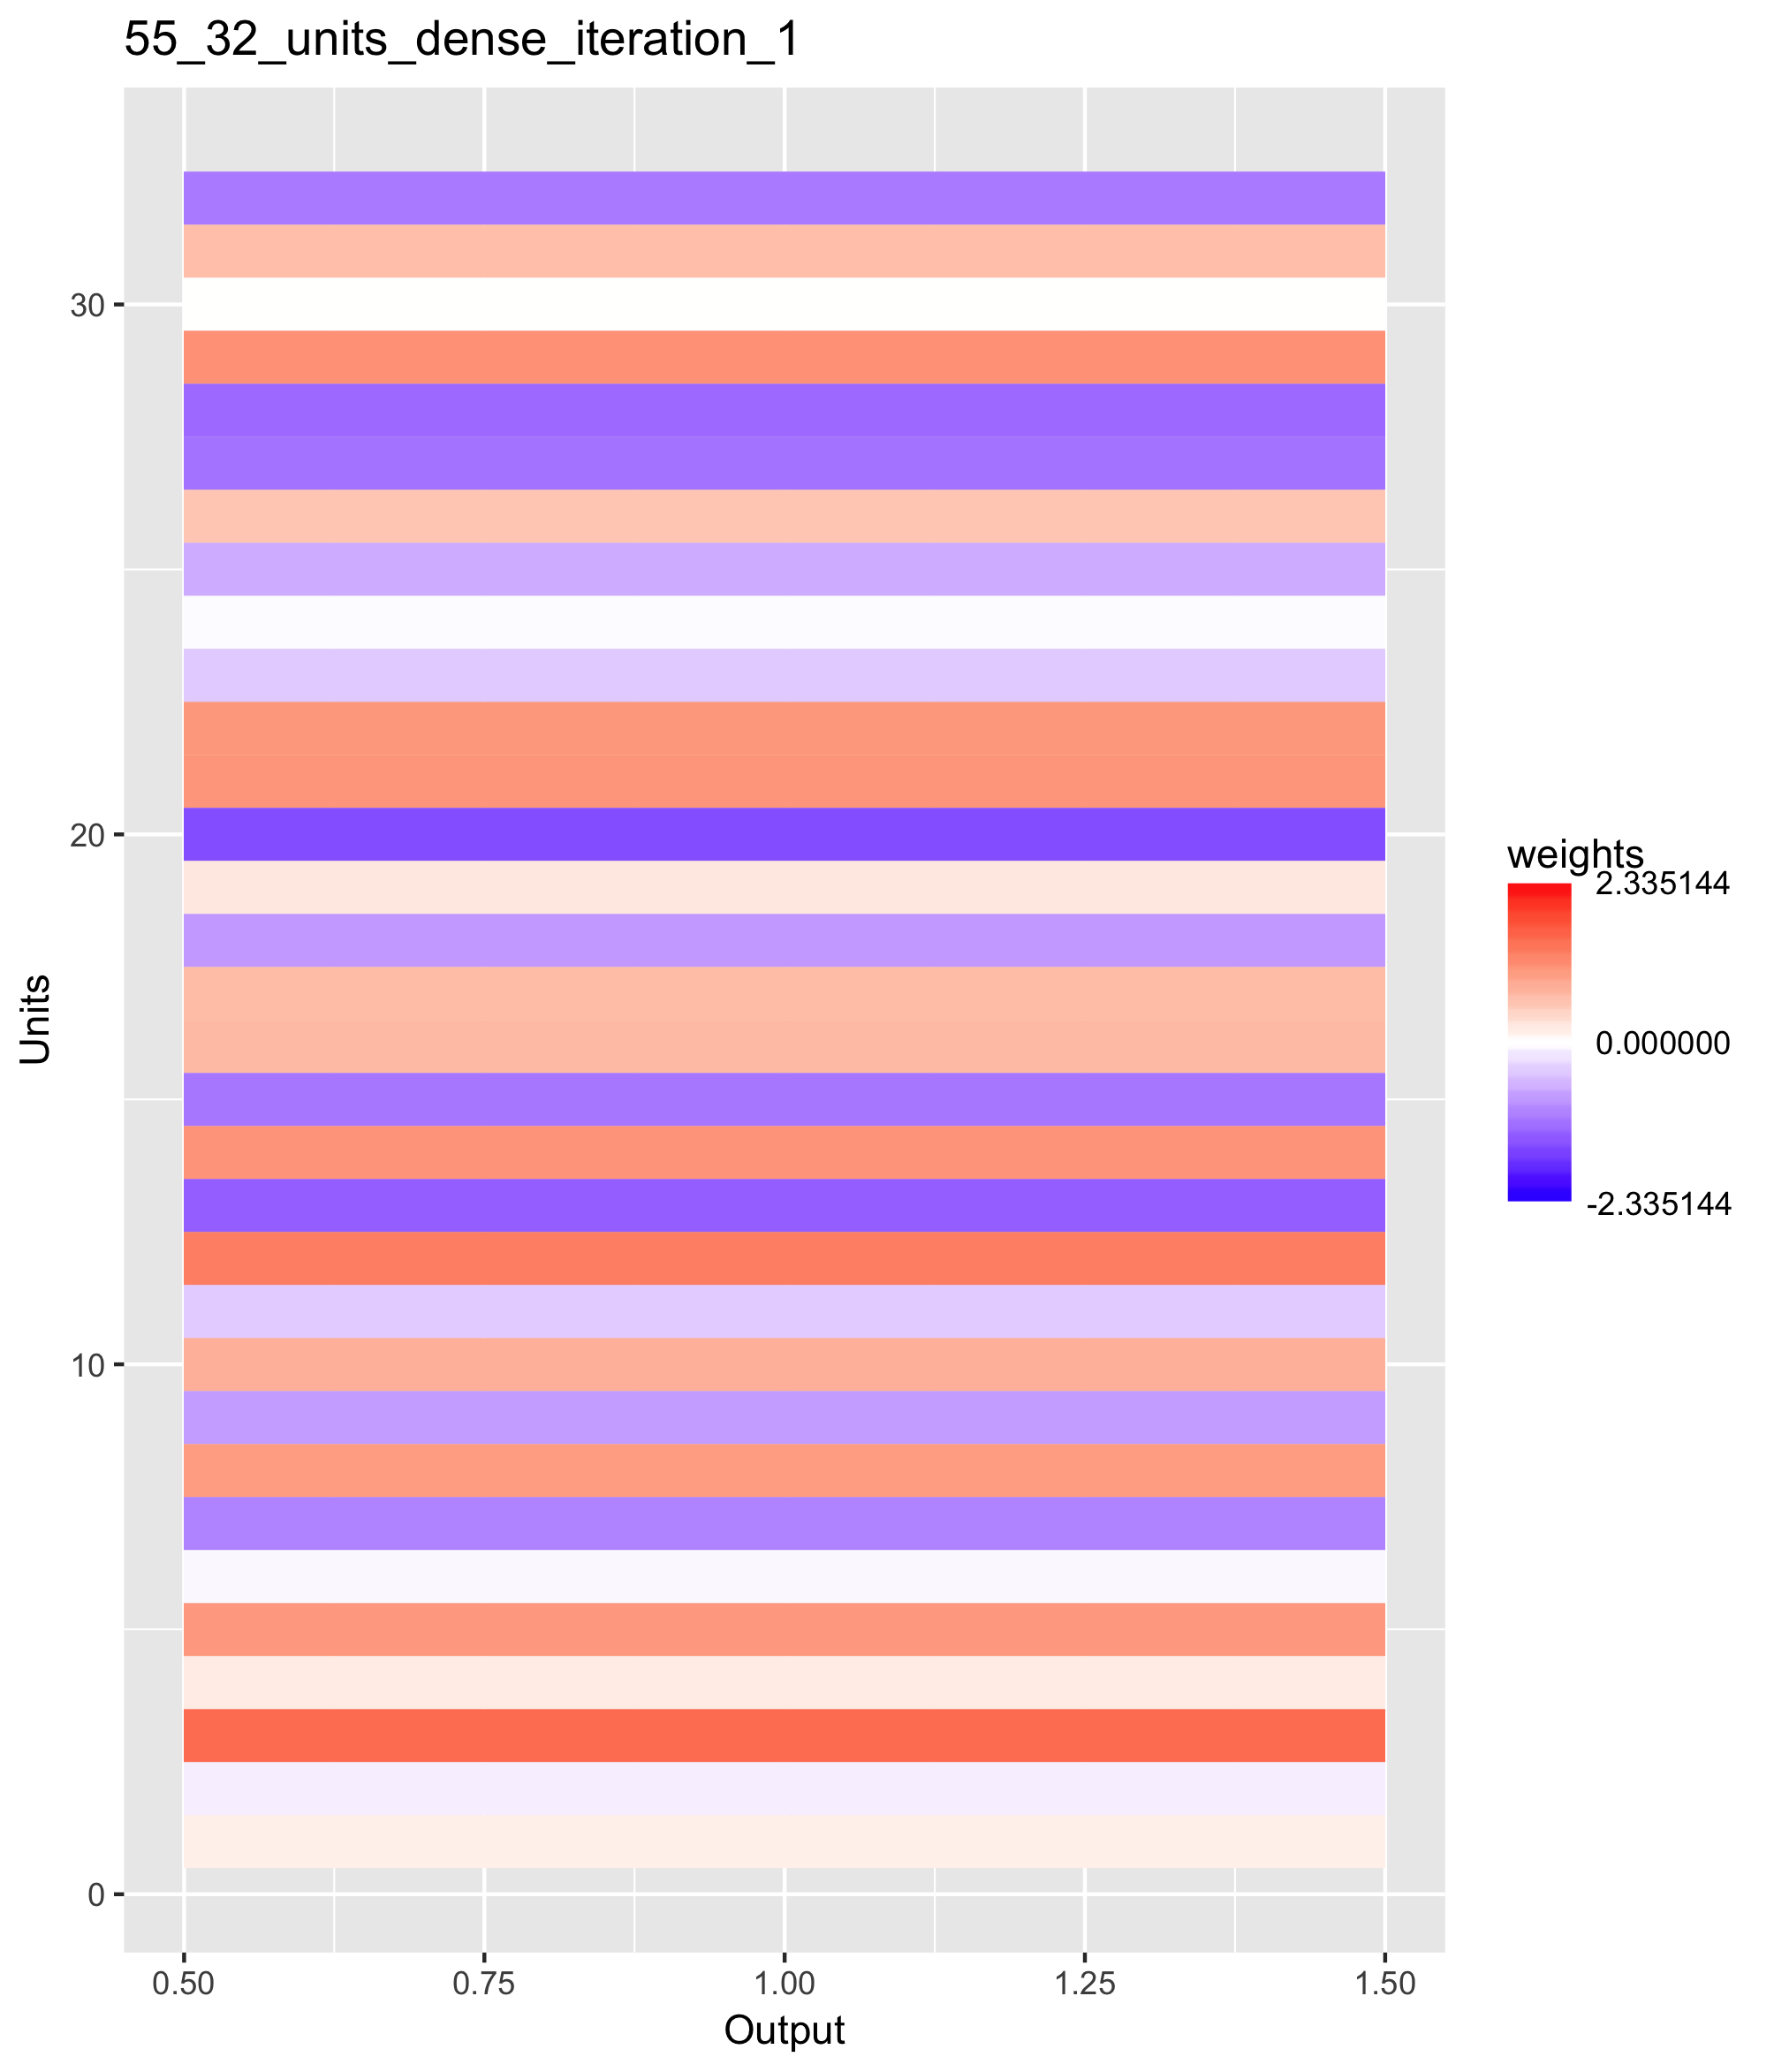 55_32_units_dense_iteration_1
30
20
10
0
Units
0.50 0.75 1.00 1.25 1.50
Output
weights
2.335144
0.000000
-2.335144